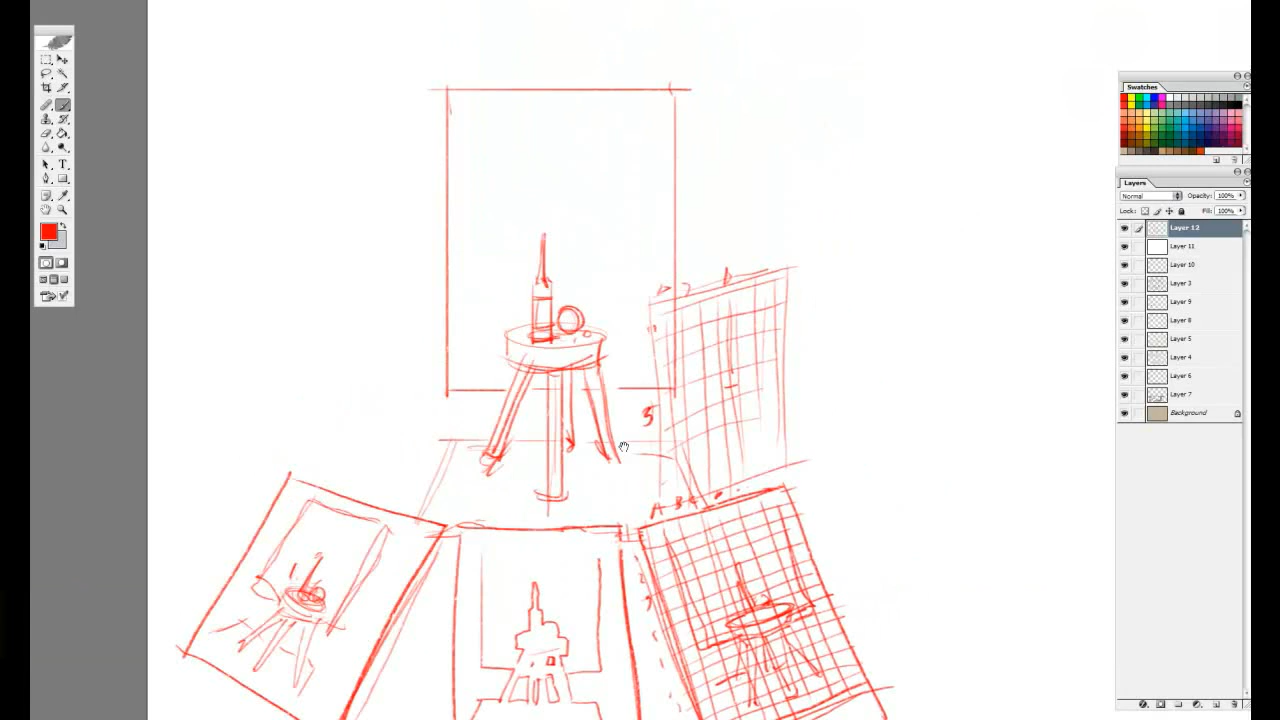 Swatches
Layers
Normal Opacity: 100%
Lock: Fill: 100%
Layer 12
Layer 11
Layer 10
Layer 3
Layer 9
Layer 8
Layer 5
Layer 4
Layer 6
Layer 7
Background
T
5
A B C